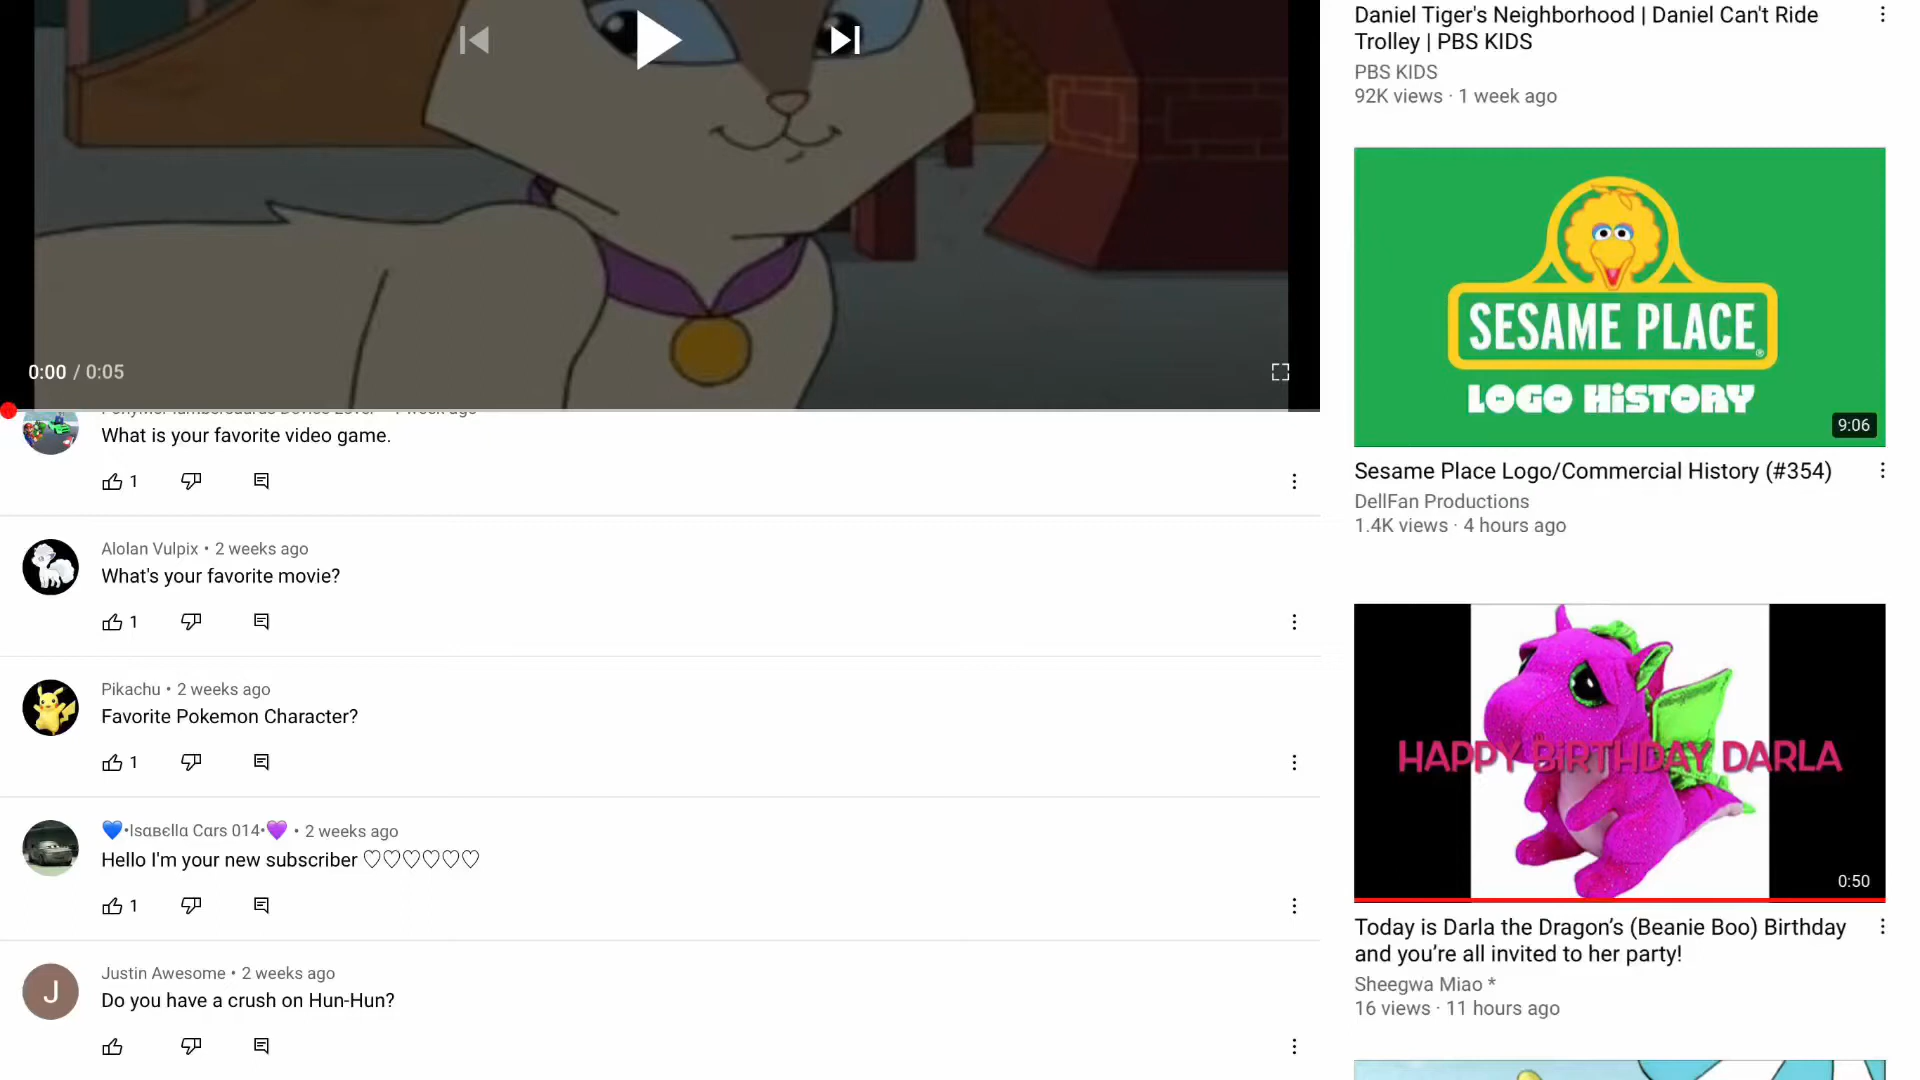 Daniel Tiger's Neighborhood | Daniel Can't Ride
Trolley | PBS KIDS
PBS KIDS
92K views · 1 week ago
0:00 / 0:05
What is your favorite video game.
1
Alolan Vulpix • 2 weeks ago
What's your favorite movie?
1
Pikachu • 2 weeks ago
Favorite Pokemon Character?
1
💙•Isαвєllα Cαrs 014•💜 • 2 weeks ago
Hello I'm your new subscriber ♡♡♡♡♡♡
1
J
Justin Awesome • 2 weeks ago
Do you have a crush on Hun-Hun?
SESAME PLACE
LOGO HiSTORY
9:06
Sesame Place Logo/Commercial History (#354)
DellFan Productions
1.4K views · 4 hours ago
HAPPY BiRTHDAY DARLA
0:50
Today is Darla the Dragon’s (Beanie Boo) Birthday
and you’re all invited to her party!
Sheegwa Miao *
16 views · 11 hours ago